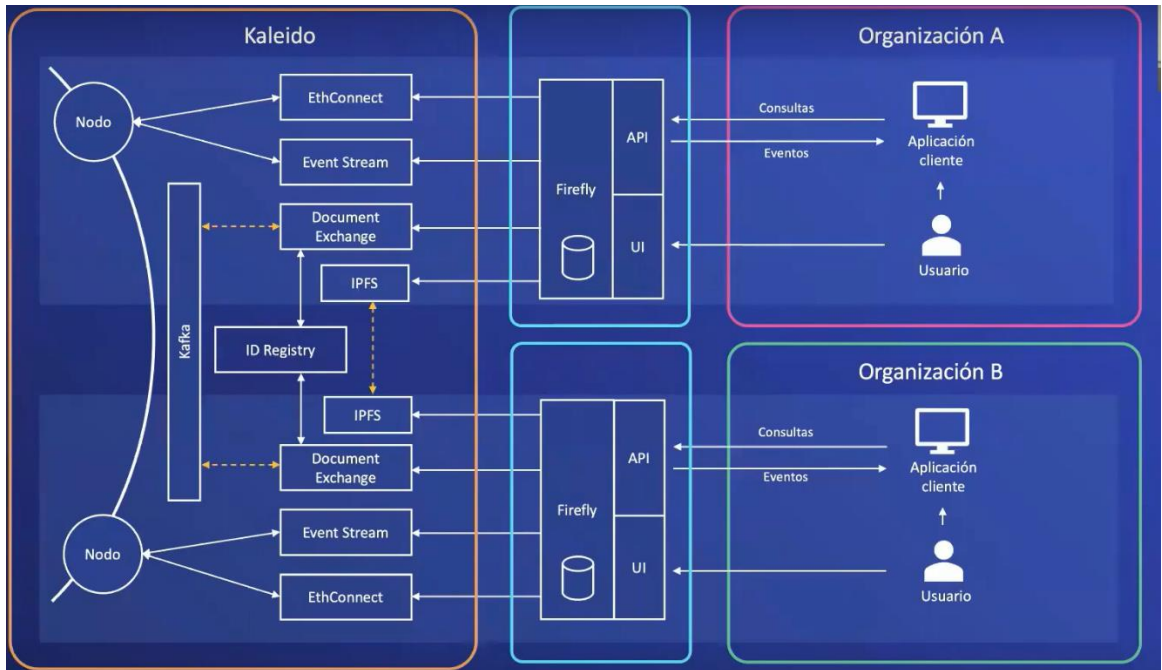 Kaleido
Organización A
EthConnect
Nodo
Event Stream
Document
Exchange
IPFS
Kafka
ID Registry
Firefly
API
UI
Consultas
Eventos
Aplicación
cliente
Usuario
Organización B
IPFS
Document
Exchange
Event Stream
Nodo
EthConnect
Firefly
API
UI
Consultas
Eventos
Aplicación
cliente
Usuario